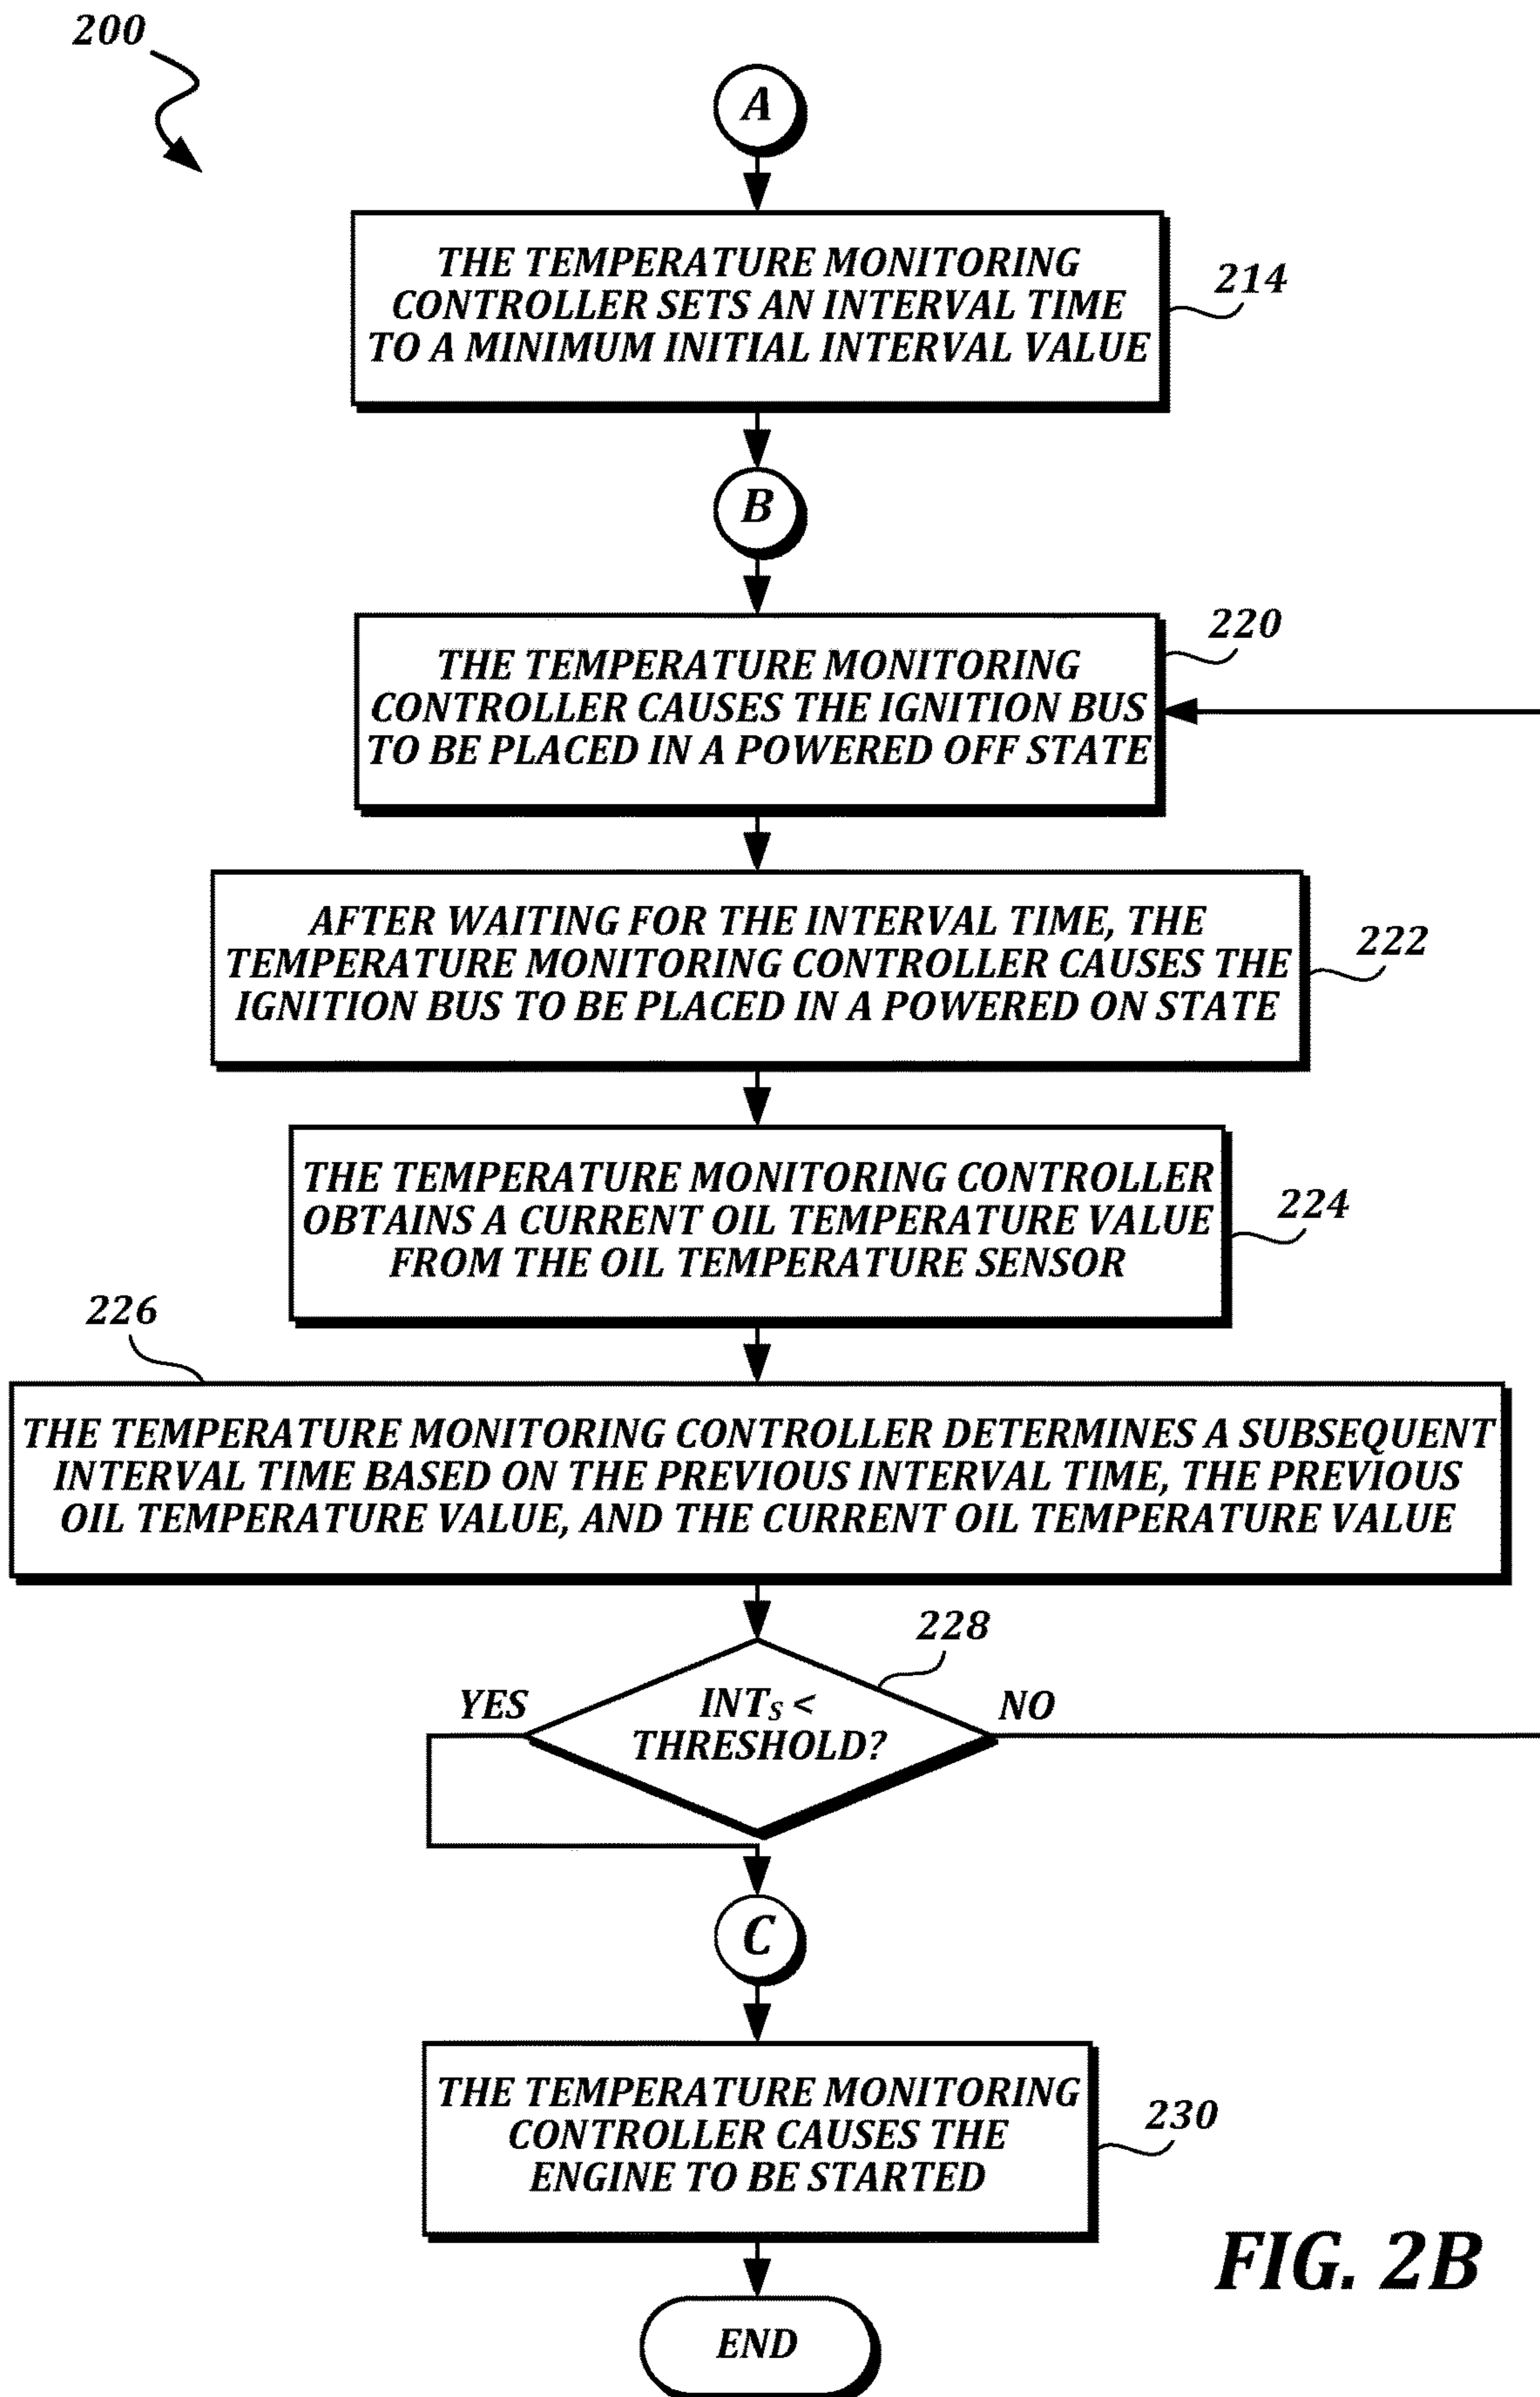 200
A
THE TEMPERATURE MONITORING
CONTROLLER SETS AN INTERVAL TIME
TO A MINIMUM INITIAL INTERVAL VALUE
214
B
220
THE TEMPERATURE MONITORING
CONTROLLER CAUSES THE IGNITION BUS
TO BE PLACED IN A POWERED OFF STATE
AFTER WAITING FOR THE INTERVAL TIME, THE
TEMPERATURE MONITORING CONTROLLER CAUSES THE
IGNITION BUS TO BE PLACED IN A POWERED ON STATE
222
THE TEMPERATURE MONITORING CONTROLLER
OBTAINS A CURRENT OIL TEMPERATURE VALUE
FROM THE OIL TEMPERATURE SENSOR
224
226
THE TEMPERATURE MONITORING CONTROLLER DETERMINES A SUBSEQUENT
INTERVAL TIME BASED ON THE PREVIOUS INTERVAL TIME, THE PREVIOUS
OIL TEMPERATURE VALUE, AND THE CURRENT OIL TEMPERATURE VALUE
228
YES
INTS <
THRESHOLD?
NO
C
THE TEMPERATURE MONITORING
CONTROLLER CAUSES THE
ENGINE TO BE STARTED
230
FIG. 2B
END